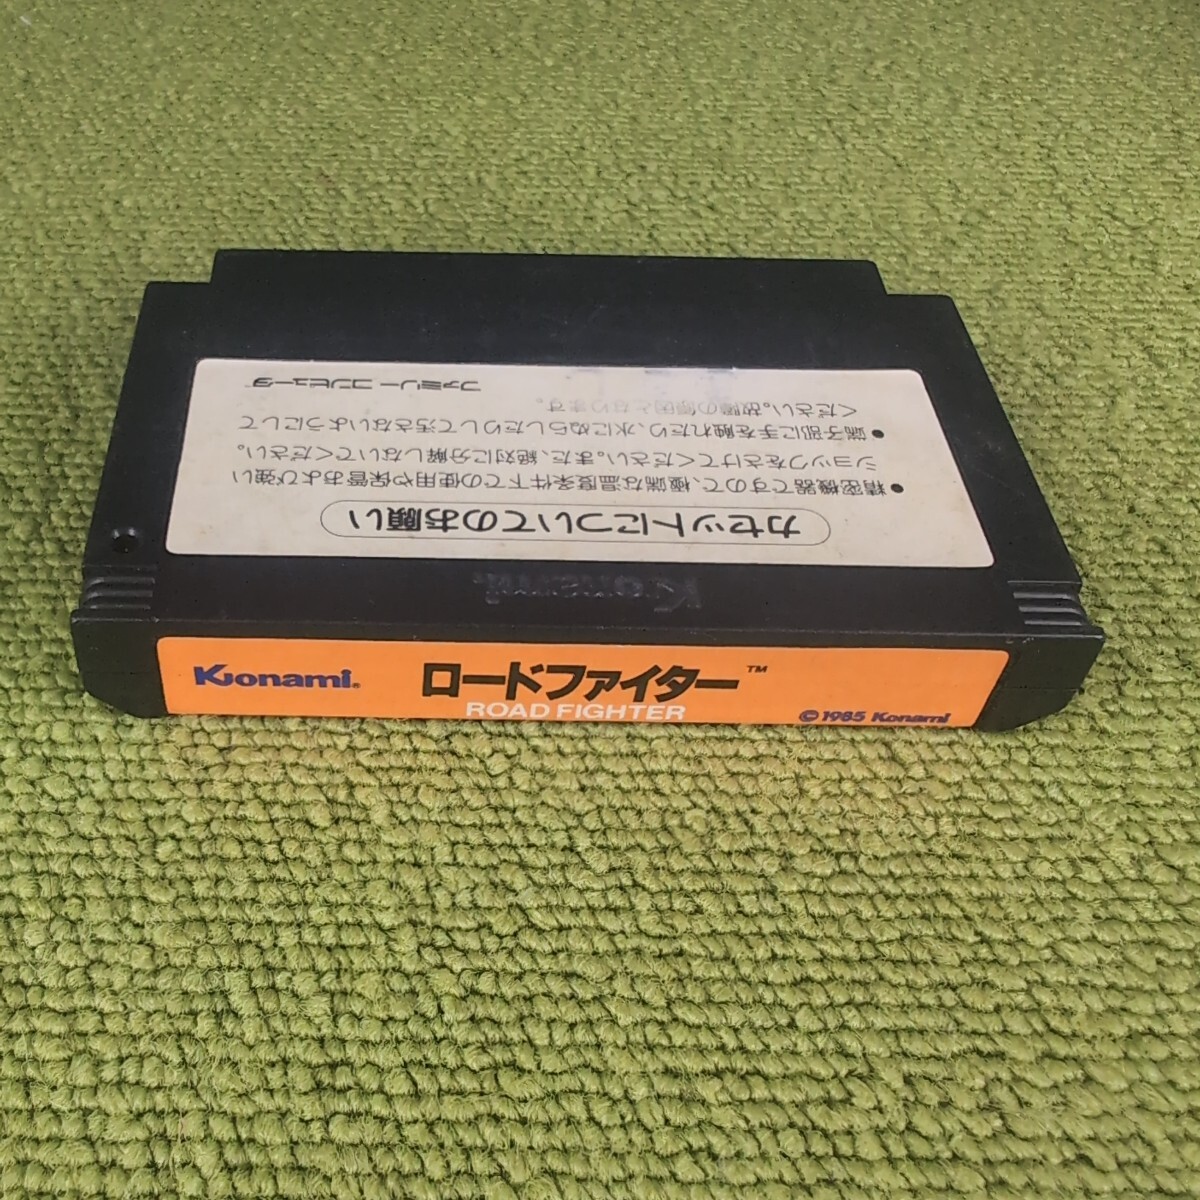 カセットについてのお願い
●精密機器ですので、極端な温度条件下での使用や保管および強い
ショックをさけてください。また、絶対に分解しないでください。
●端子部に手を触れたり、水にぬらしたりして汚さないようにして
ください。故障の原因となります。
ファミリーコンピュータ™
Konami®
Konami®
ロードファイター™
ROAD FIGHTER
©1985 Konami